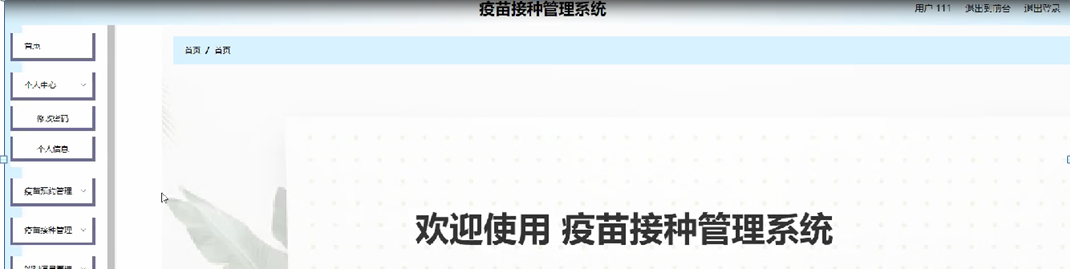 疫苗接种管理系统
用户 111 退出到前台 退出登录
首页
首页 / 首页
个人中心
修改密码
个人信息
疫苗预约管理
疫苗接种管理
欢迎使用 疫苗接种管理系统